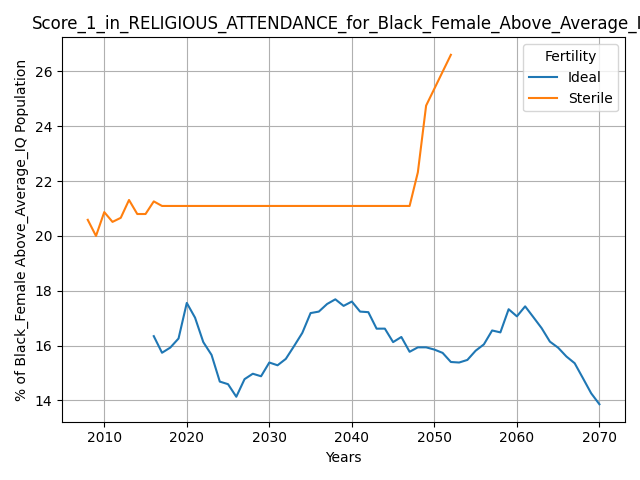 Score_1_in_RELIGIOUS_ATTENDANCE_for_Black_Female_Above_Average_I
% of Black_Female Above_Average_IQ Population
26
24
22
20
18
16
14
Fertility
Ideal
Sterile
2010 2020 2030 2040 2050 2060 2070
Years